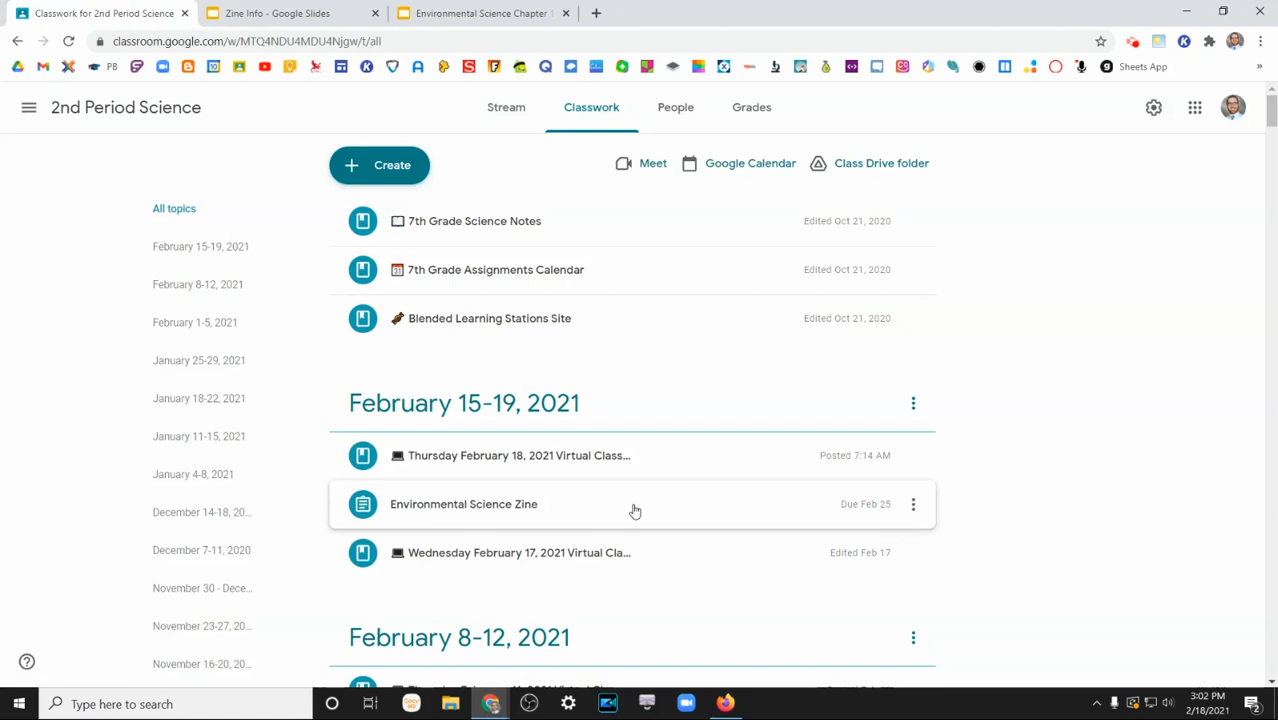 Classwork for 2nd Period Science
Zine Info - Google Slides
Environmental Science Chapter
classroom.google.com/w/MTQ4NDU4MDU4Njgw/t/all
PB
Sheets App
2nd Period Science
Stream
Classwork
People
Grades
Create
Meet
Google Calendar
Class Drive folder
All topics
February 15-19, 2021
February 8-12, 2021
February 1-5, 2021
January 25-29, 2021
January 18-22, 2021
January 11-15, 2021
January 4-8, 2021
December 14-18, 20...
December 7-11, 2020
November 30 - Dece...
November 23-27, 20...
November 16-20, 20...
7th Grade Science Notes
Edited Oct 21, 2020
7th Grade Assignments Calendar
Edited Oct 21, 2020
Blended Learning Stations Site
Edited Oct 21, 2020
February 15-19, 2021
Thursday February 18, 2021 Virtual Class...
Posted 7:14 AM
Environmental Science Zine
Due Feb 25
Wednesday February 17, 2021 Virtual Cla...
Edited Feb 17
February 8-12, 2021
Type here to search
3:02 PM
2/18/2021